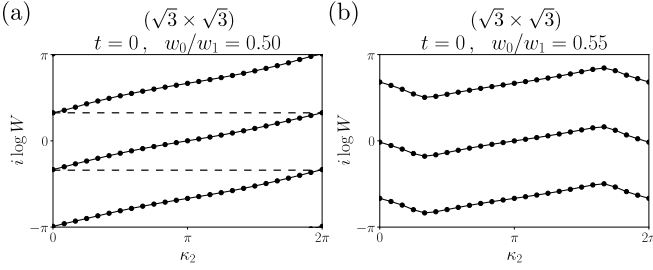 (a)
(√3 × √3)
t = 0 , w₀/w₁ = 0.50
π
0
−π
i log W
0
π
2π
κ₂
(b)
(√3 × √3)
t = 0 , w₀/w₁ = 0.55
π
0
−π
i log W
0
π
2π
κ₂